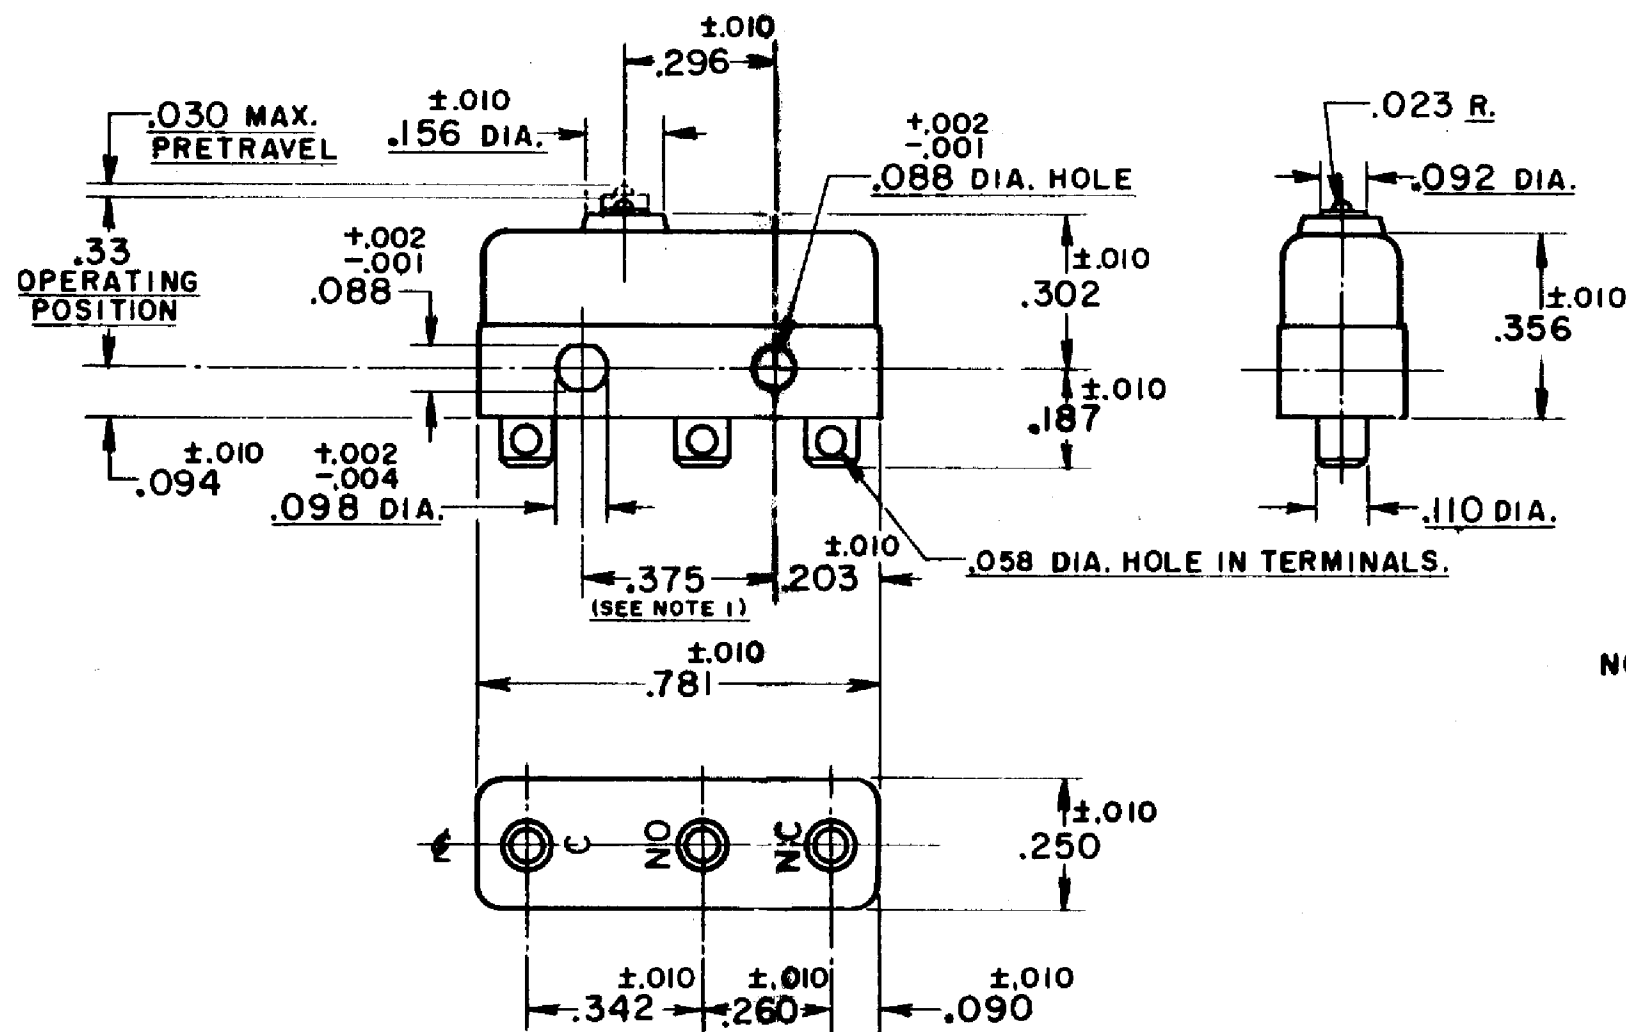 ±.010
.296
.030 MAX.
PRETRAVEL
±.010
.156 DIA.
+.002
-.001
.088 DIA. HOLE
.023 R.
.092 DIA.
.33
OPERATING
POSITION
+.002
-.001
.088
±.010
.302
±.010
.356
±.010
.187
±.010
.094
+.002
-.004
.098 DIA.
.110 DIA.
.058 DIA. HOLE IN TERMINALS.
.375
(SEE NOTE 1)
±.010
.203
±.010
.781
C
NO
NC
±.010
.250
±.010
.342
±.010
.260
±.010
.090